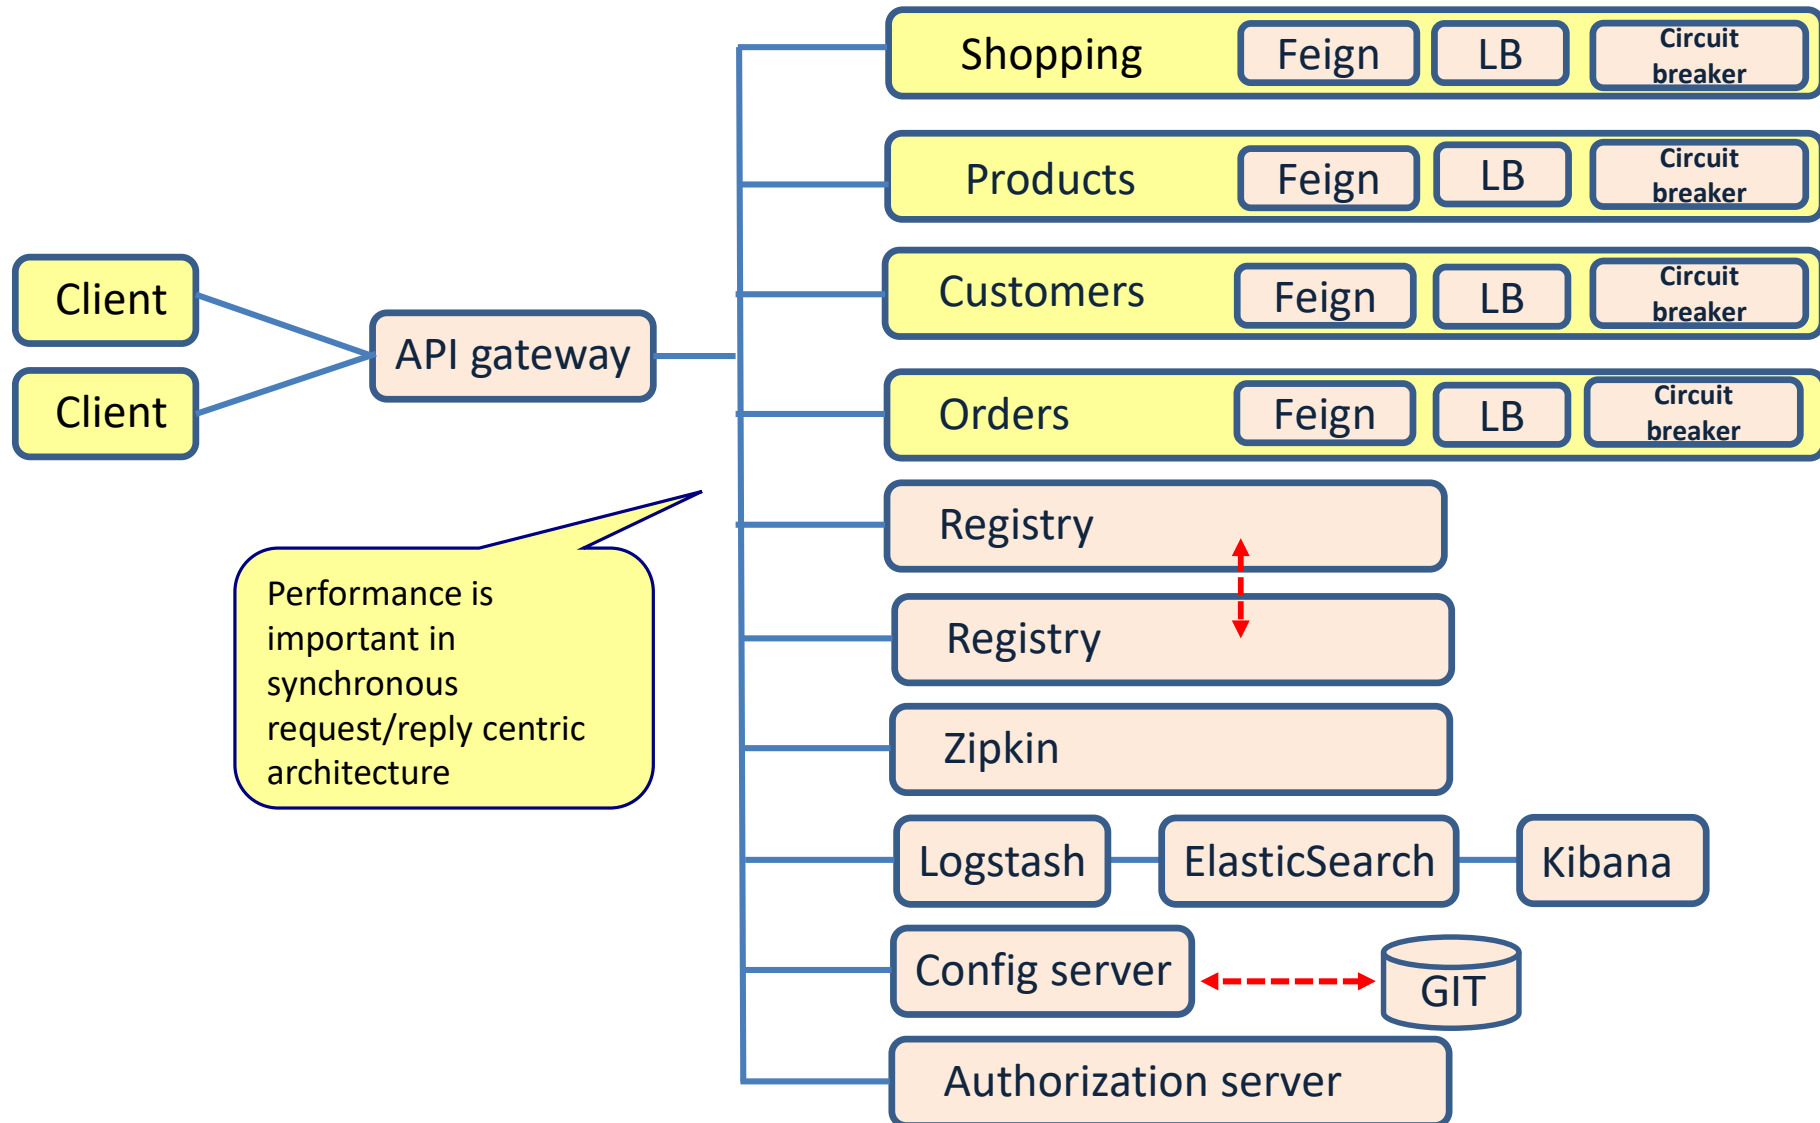 Shopping Feign LB Circuit
breaker
Products Feign LB Circuit
breaker
Client
Customers Feign LB Circuit
breaker
API gateway
Client
Orders Feign LB Circuit
breaker
Registry
Performance is
important in
synchronous
request/reply centric
architecture
Registry
Zipkin
Logstash ElasticSearch Kibana
Config server GIT
Authorization server